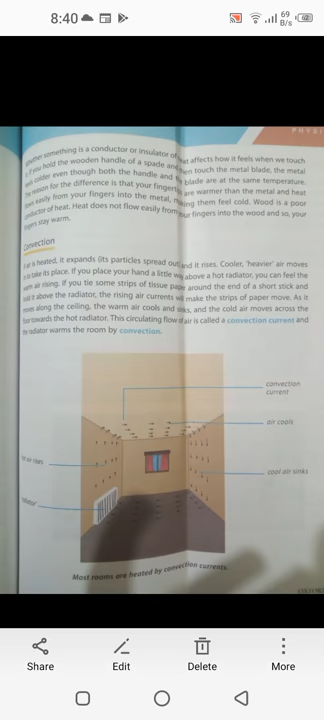 8:40
69
B/s
62
PHYSI
whether something is a conductor or insulator of heat affects how it feels when we touch
it. If you hold the wooden handle of a spade and then touch the metal blade, the metal
feels colder even though both the handle and the blade are at the same temperature.
The reason for the difference is that your fingertips are warmer than the metal and heat
flows easily from your fingers into the metal, making them feel cold. Wood is a poor
conductor of heat. Heat does not flow easily from your fingers into the wood and so, your
fingers stay warm.
Convection
If air is heated, it expands (its particles spread out) and it rises. Cooler, 'heavier' air moves
in to take its place. If you place your hand a little way above a hot radiator, you can feel the
warm air rising. If you tie some strips of tissue paper around the end of a short stick and
hold it above the radiator, the rising air currents will make the strips of paper move. As it
moves along the ceiling, the warm air cools and sinks, and the cold air moves across the
floor towards the hot radiator. This circulating flow of air is called a convection current and
the radiator warms the room by convection.
convection
current
air cools
air rises
cool air sinks
radiator
Most rooms are heated by convection currents.
Share
Edit
Delete
More